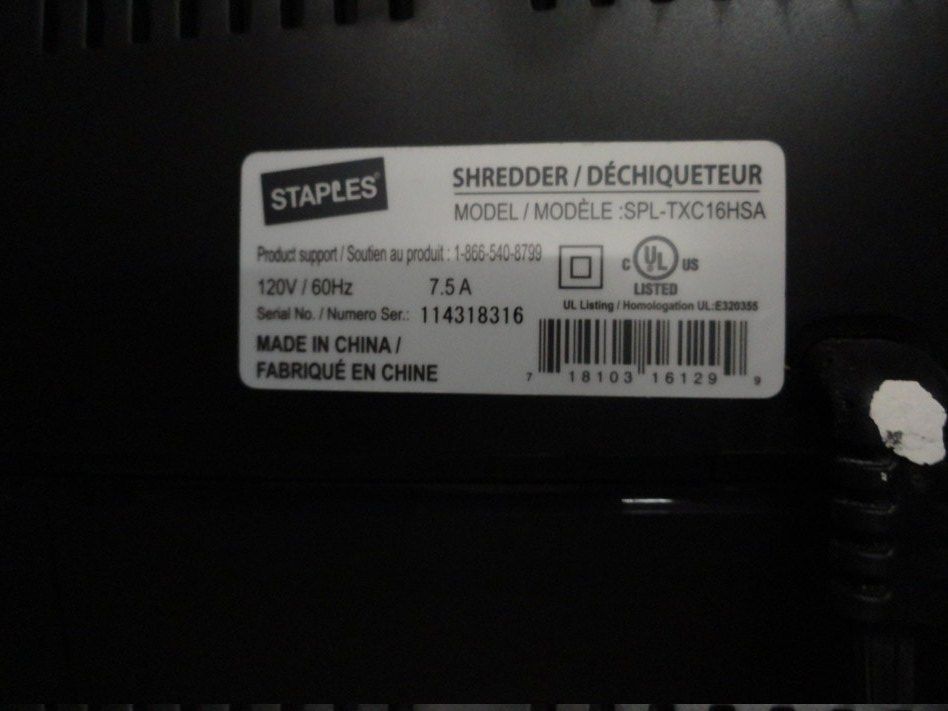 STAPLES®
SHREDDER / DÉCHIQUETEUR
MODEL / MODÈLE :SPL-TXC16HSA
Product support / Soutien au produit : 1-866-540-8799
120V / 60Hz 7.5 A
Serial No. / Numero Ser.: 114318316
MADE IN CHINA /
FABRIQUÉ EN CHINE
C UL US
LISTED
UL Listing / Homologation UL:E320355
7 18103 16129 9